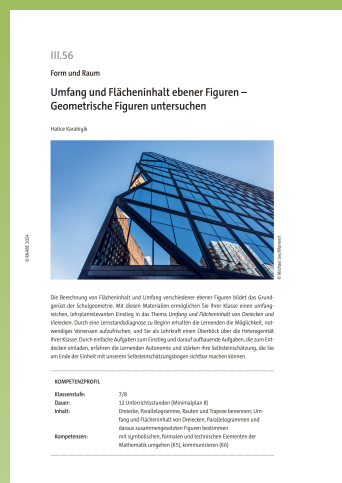 III.56
Form und Raum
Umfang und Flächeninhalt ebener Figuren –
Geometrische Figuren untersuchen
Hatice Karabiyik
© RAABE 2024
© Michael Lee/Moment
Die Berechnung von Flächeninhalt und Umfang verschiedener ebener Figuren bildet das Grund-
gerüst der Schulgeometrie. Mit diesen Materialien ermöglichen Sie Ihrer Klasse einen umfang-
reichen, lehrplanrelevanten Einstieg in das Thema Umfang und Flächeninhalt von Dreiecken und
Vierecken. Durch eine Lernstandsdiagnose zu Beginn erhalten die Lernenden die Möglichkeit, not-
wendiges Vorwissen aufzufrischen, und Sie als Lehrkraft einen Überblick über die Heterogenität
Ihrer Klasse. Durch einfache Aufgaben zum Einstieg und darauf aufbauende Aufgaben, die zum Ent-
decken einladen, erfahren die Lernenden Autonomie und stärken ihre Selbsteinschätzung, die Sie
am Ende der Einheit mit unserem Selbsteinschätzungsbogen sichtbar machen können.
KOMPETENZPROFIL
Klassenstufe: 7/8
Dauer: 12 Unterrichtsstunden (Minimalplan 8)
Inhalt: Dreiecke, Parallelogramme, Rauten und Trapeze benennen; Um-
fang und Flächeninhalt von Dreiecken, Parallelogrammen und
daraus zusammengesetzten Figuren bestimmen
Kompetenzen: mit symbolischen, formalen und technischen Elementen der
Mathematik umgehen (K5), kommunizieren (K6)